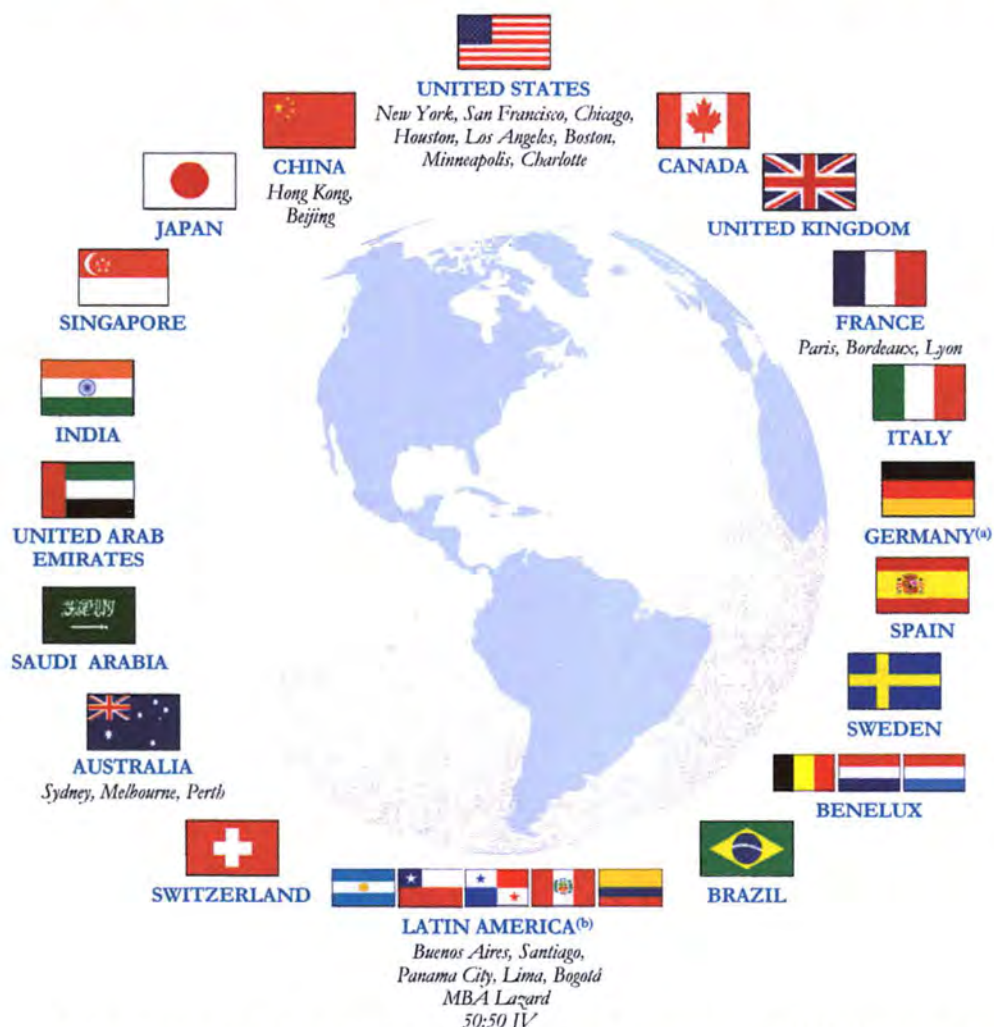 UNITED STATES
New York, San Francisco, Chicago,
Houston, Los Angeles, Boston,
Minneapolis, Charlotte
CHINA
Hong Kong,
Beijing
CANADA
JAPAN
UNITED KINGDOM
SINGAPORE
FRANCE
Paris, Bordeaux, Lyon
INDIA
ITALY
UNITED ARAB
EMIRATES
GERMANY(a)
SAUDI ARABIA
SPAIN
SWEDEN
AUSTRALIA
Sydney, Melbourne, Perth
BENELUX
SWITZERLAND
BRAZIL
LATIN AMERICA(b)
Buenos Aires, Santiago,
Panama City, Lima, Bogotá
MBA Lazard
50:50 JV